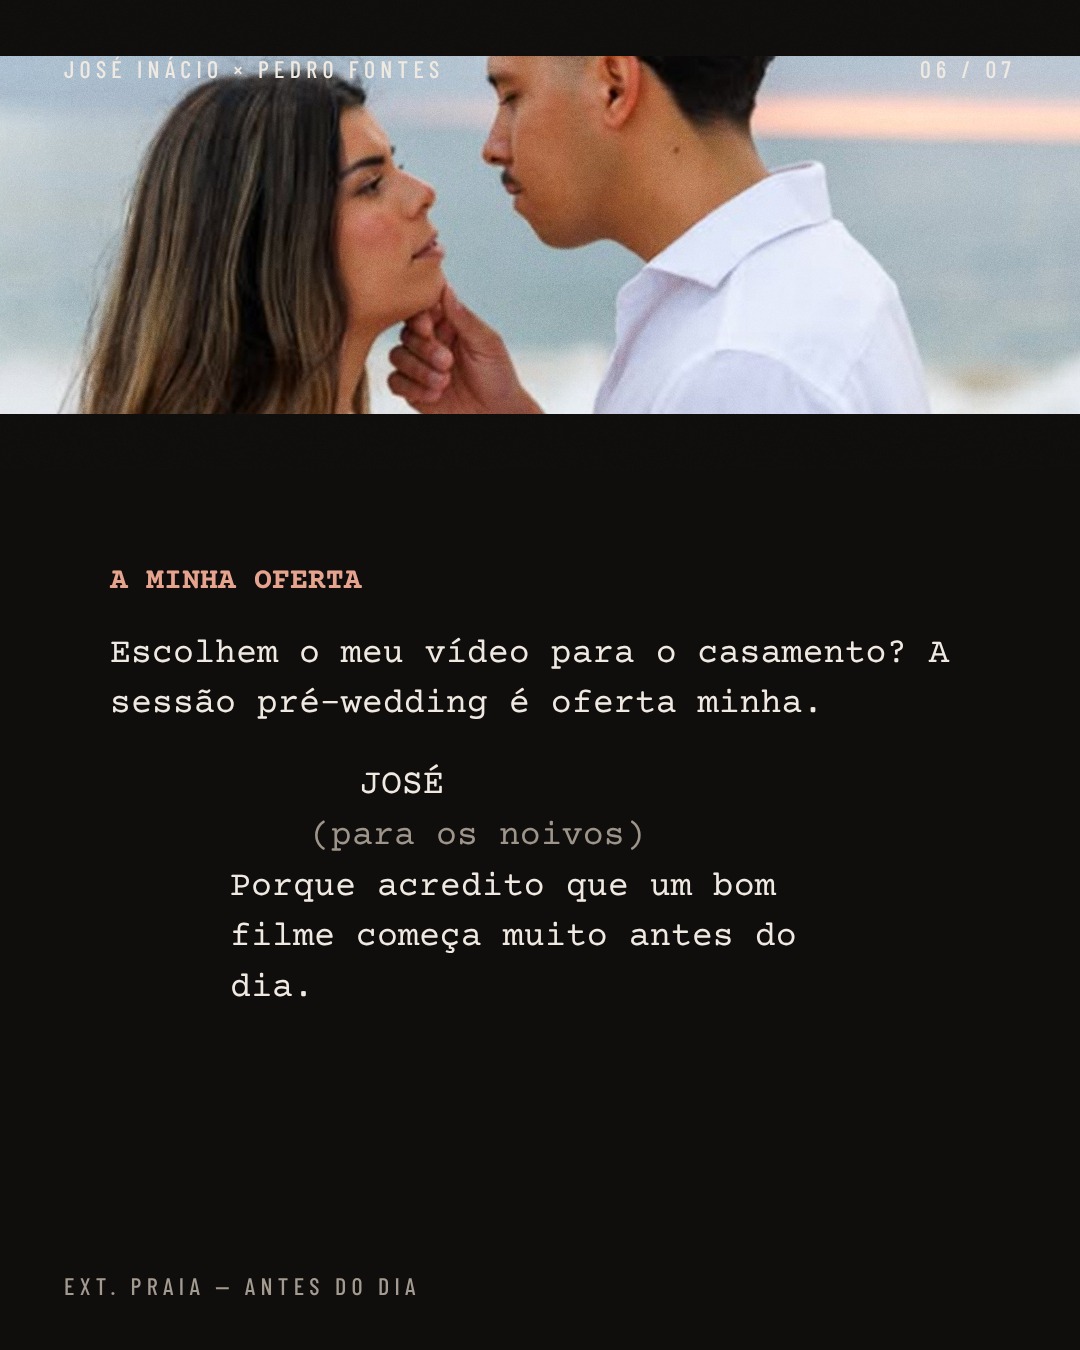 JOSÉ INÁCIO × PEDRO FONTES
06 / 07
A MINHA OFERTA
Escolhem o meu vídeo para o casamento? A
sessão pré-wedding é oferta minha.
JOSÉ
(para os noivos)
Porque acredito que um bom
filme começa muito antes do
dia.
EXT. PRAIA — ANTES DO DIA